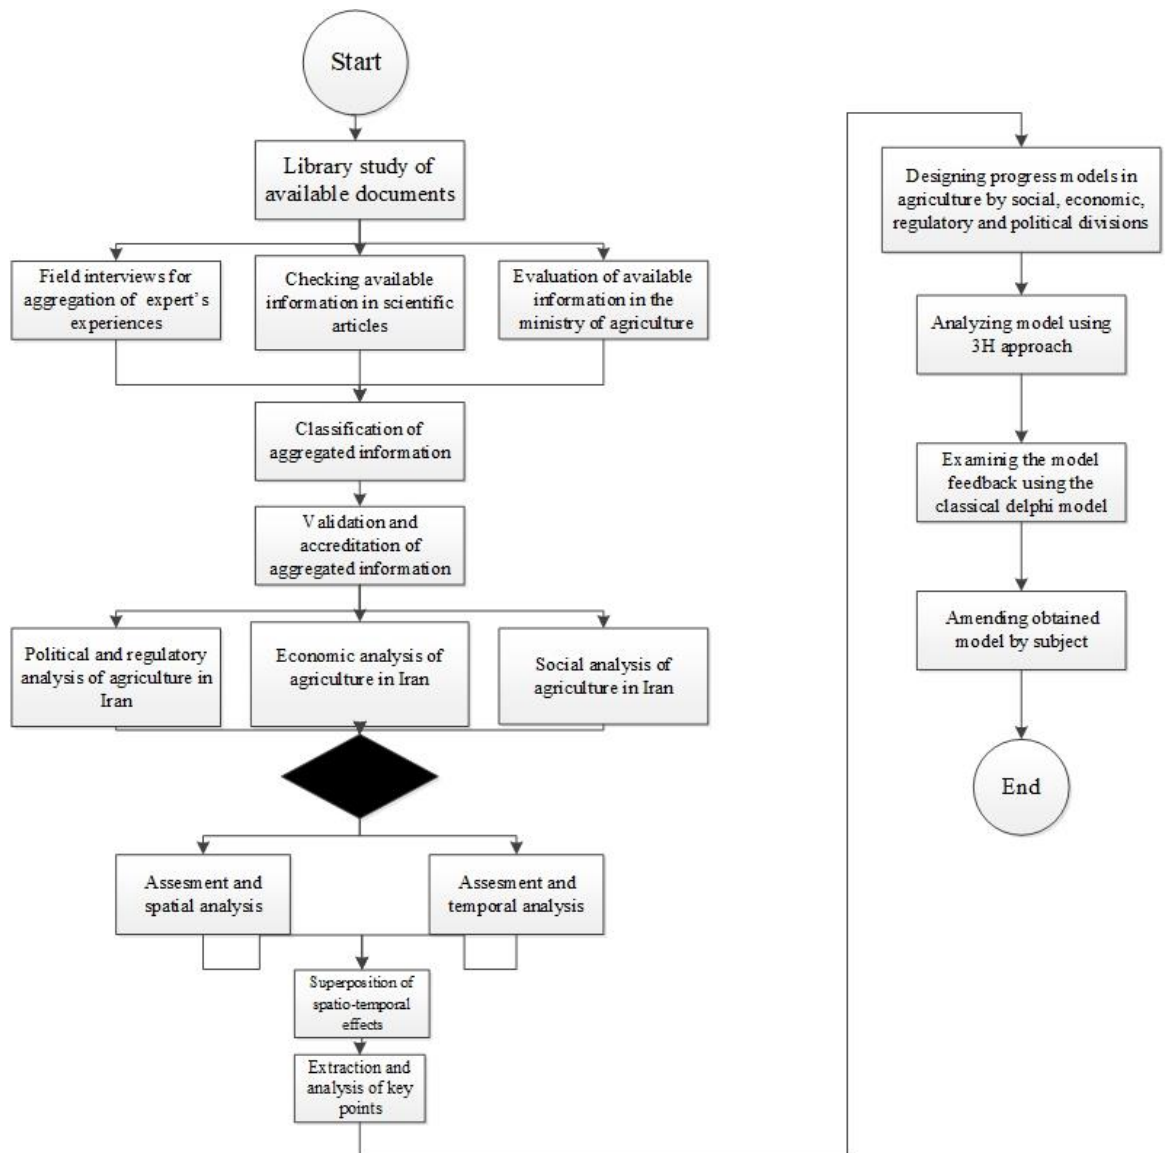 Start
Library study of
available documents
Field interviews for
aggregation of expert's
experiences
Checking available
information in scientific
articles
Evaluation of available
information in the
ministry of agriculture
Classification of
aggregated information
Validation and
accreditation of
aggregated information
Political and regulatory
analysis of agriculture in
Iran
Economic analysis of
agriculture in Iran
Social analysis of
agriculture in Iran
Assesment and
spatial analysis
Assesment and
temporal analysis
Superposition of
spatio-temporal
effects
Extraction and
analysis of key
points
Designing progress models in
agriculture by social, economic,
regulatory and political divisions
Analyzing model using
3H approach
Examinig the model
feedback using the
classical delphi model
Amending obtained
model by subject
End